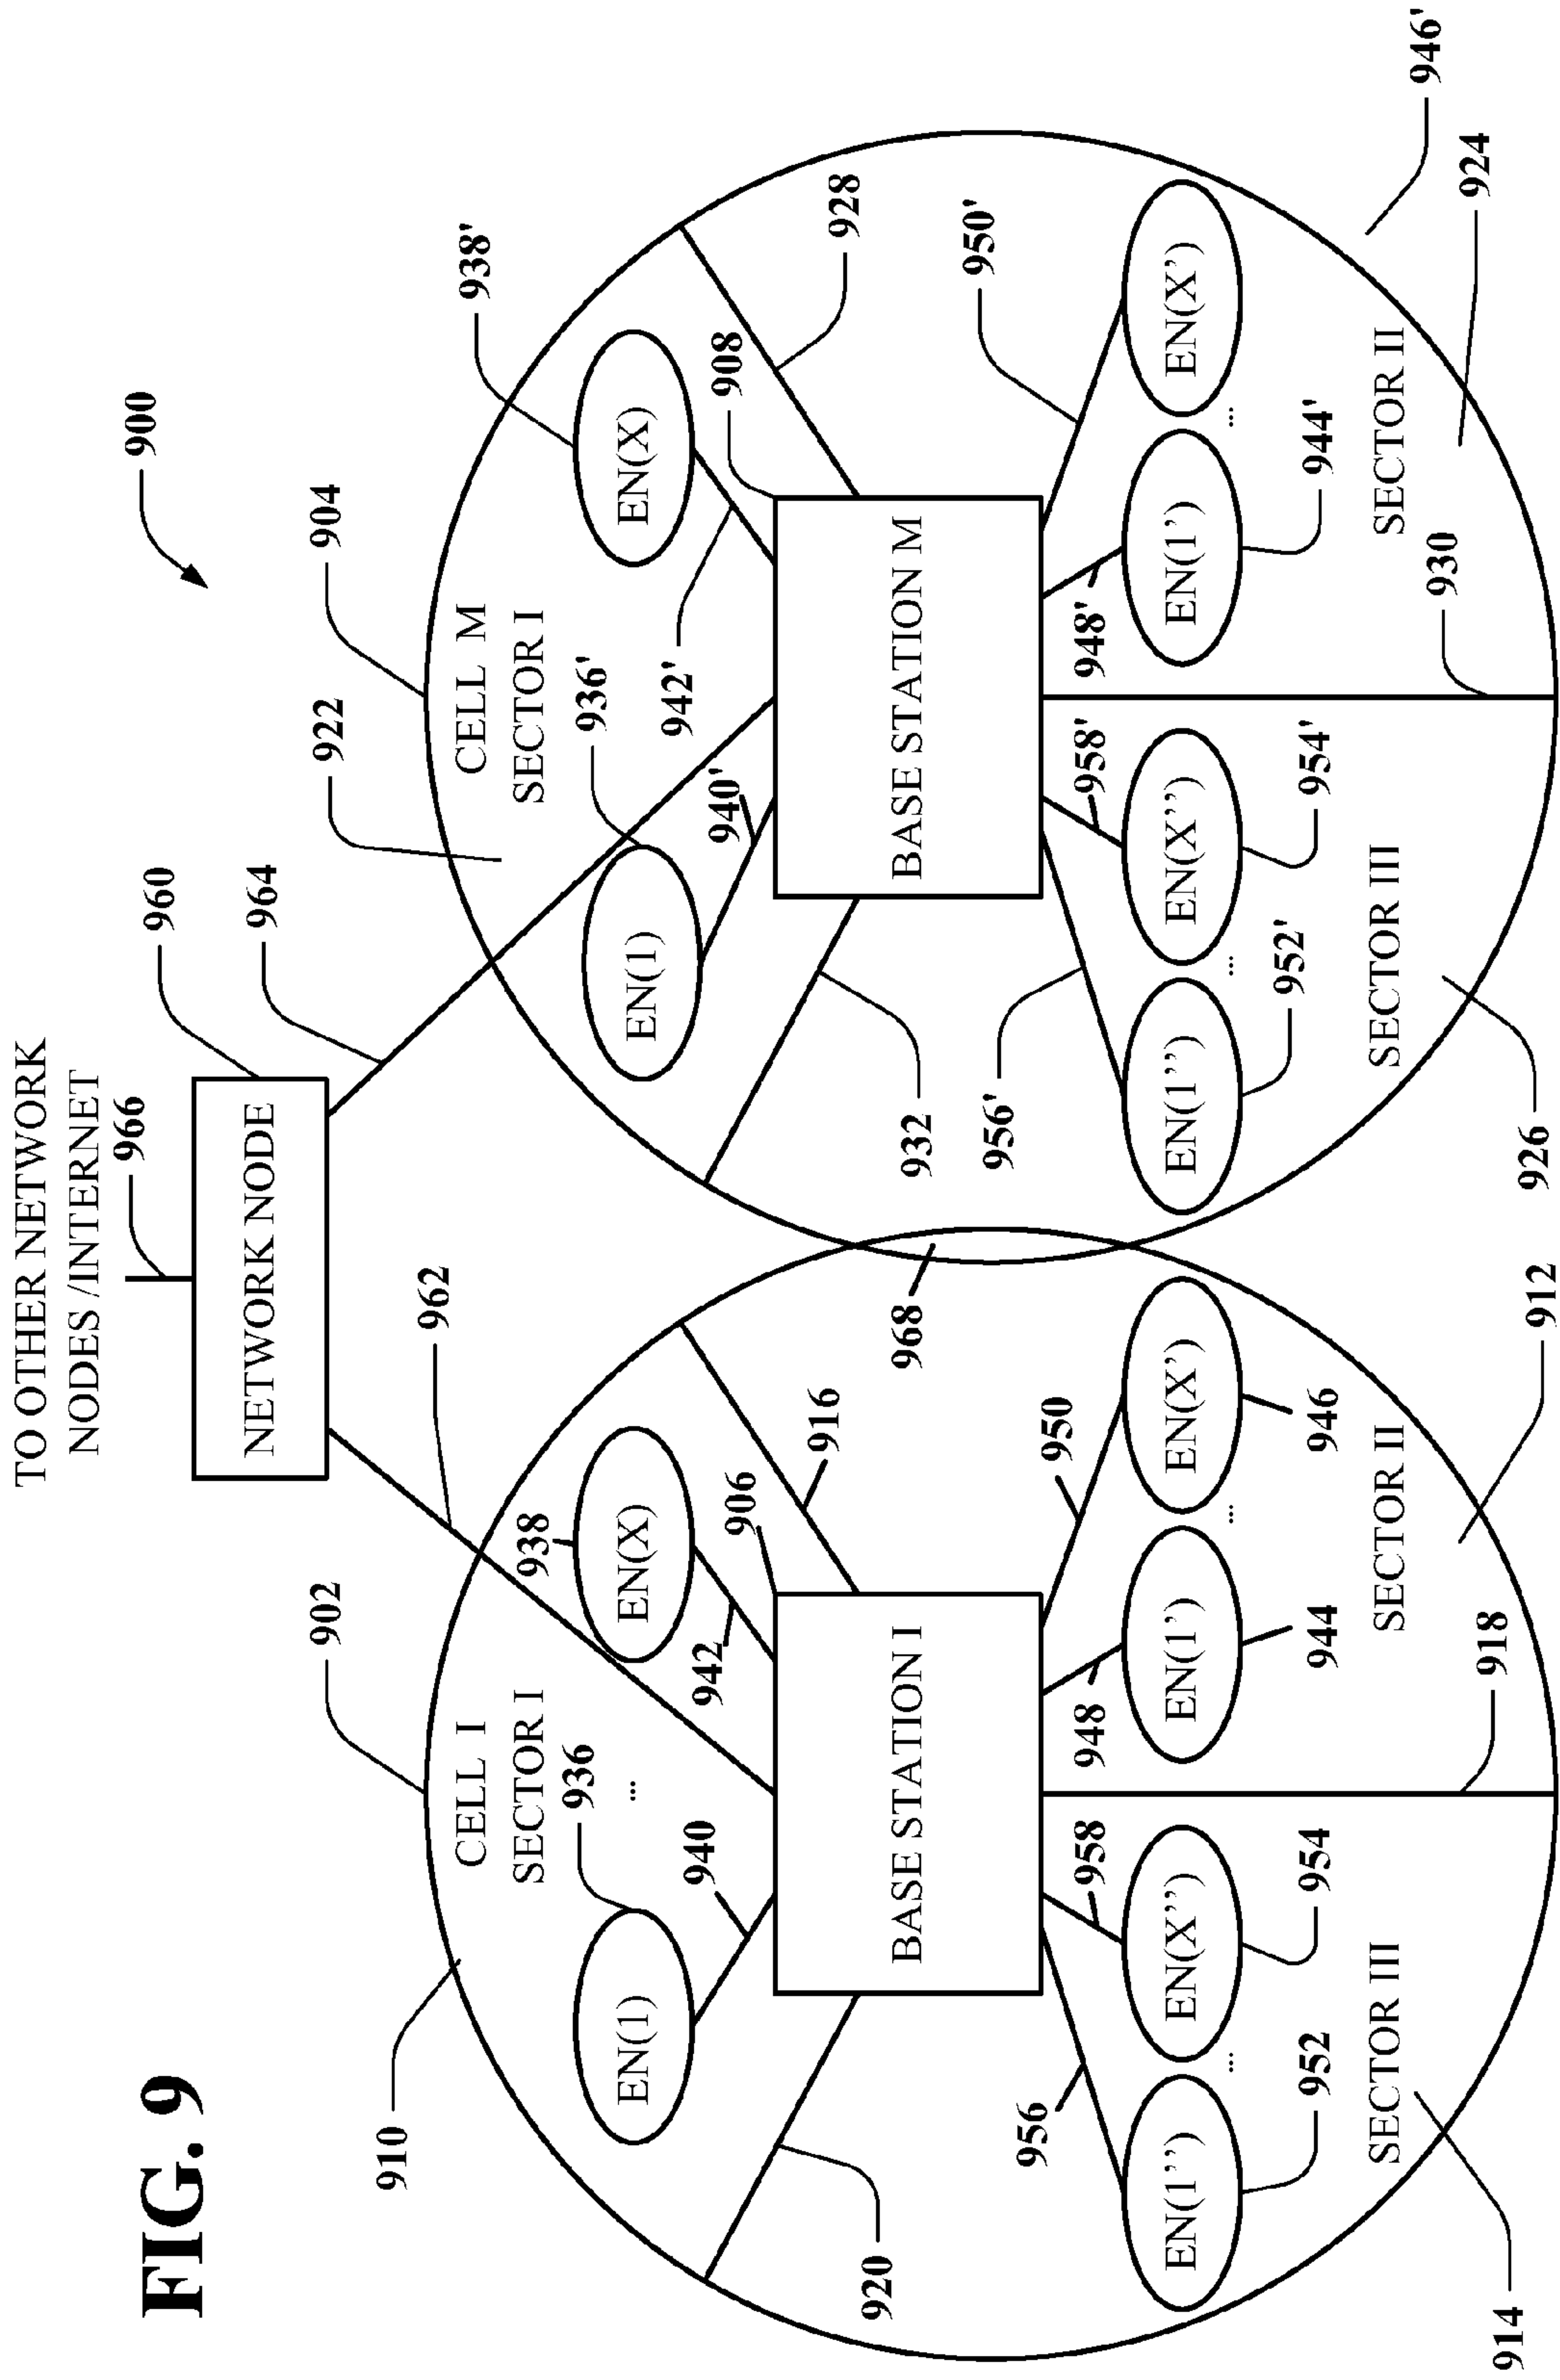 FIG. 9
TO OTHER NETWORK
NODES /INTERNET
966
900
NETWORK NODE
960
962
964
902
904
910
922
CELL I
SECTOR I
CELL M
SECTOR I
936
...
938
936'
938'
EN(1)
EN(X)
EN(1)
EN(X)
940
942
906
916
940'
942'
908
928
920
BASE STATION I
968
932
BASE STATION M
956
958
948
950
956'
958'
948'
950'
EN(1’’)
...
EN(X’’)
EN(1’)
...
EN(X’)
EN(1’’)
...
EN(X’’)
EN(1’)
...
EN(X’)
952
954
944
946
952'
954'
944'
946'
SECTOR III
SECTOR II
SECTOR III
SECTOR II
914
918
912
926
930
924